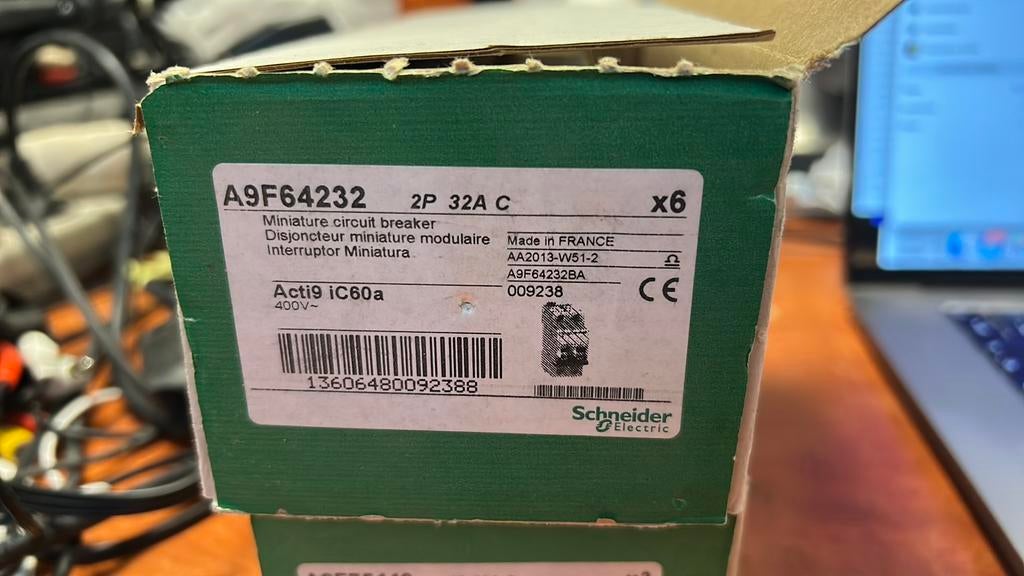 A9F64232 2P 32A C x6
Miniature circuit breaker
Disjoncteur miniature modulaire
Interruptor Miniatura
Made in FRANCE
AA2013-W51-2
A9F64232BA
009238
CE
Acti9 iC60a
400V~
13606480092388
Schneider
Electric